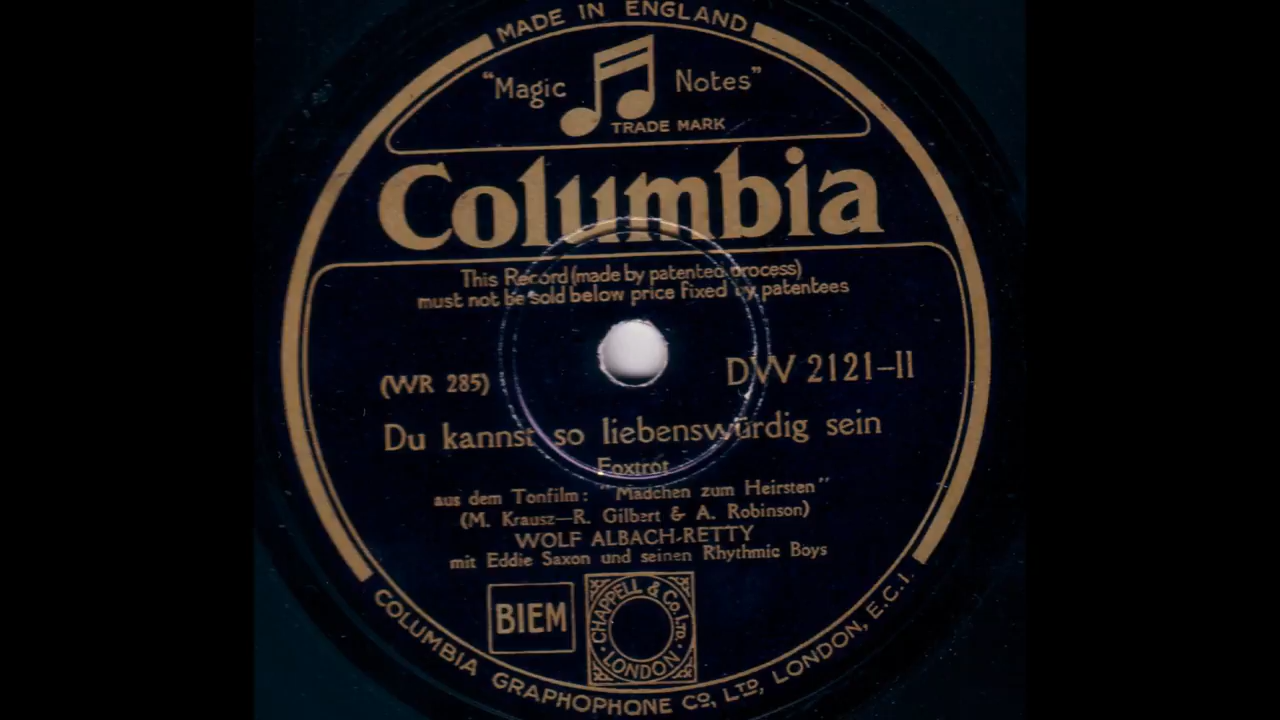 MADE IN ENGLAND
"Magic Notes"
TRADE MARK
Columbia
This Record (made by patented process)
must not be sold below price fixed by patentees
(WR 285)
DW 2121-II
Du kannst so liebenswürdig sein
Foxtrot
aus dem Tonfilm: "Mädchen zum Heirsten"
(M. Krausz—R. Gilbert & A. Robinson)
WOLF ALBACH-RETTY
mit Eddie Saxon und seinen Rhythmic Boys
BIEM
CHAPPELL & Co. LTD.
LONDON
COLUMBIA GRAPHOPHONE Co, LTD, LONDON, E.C.1.